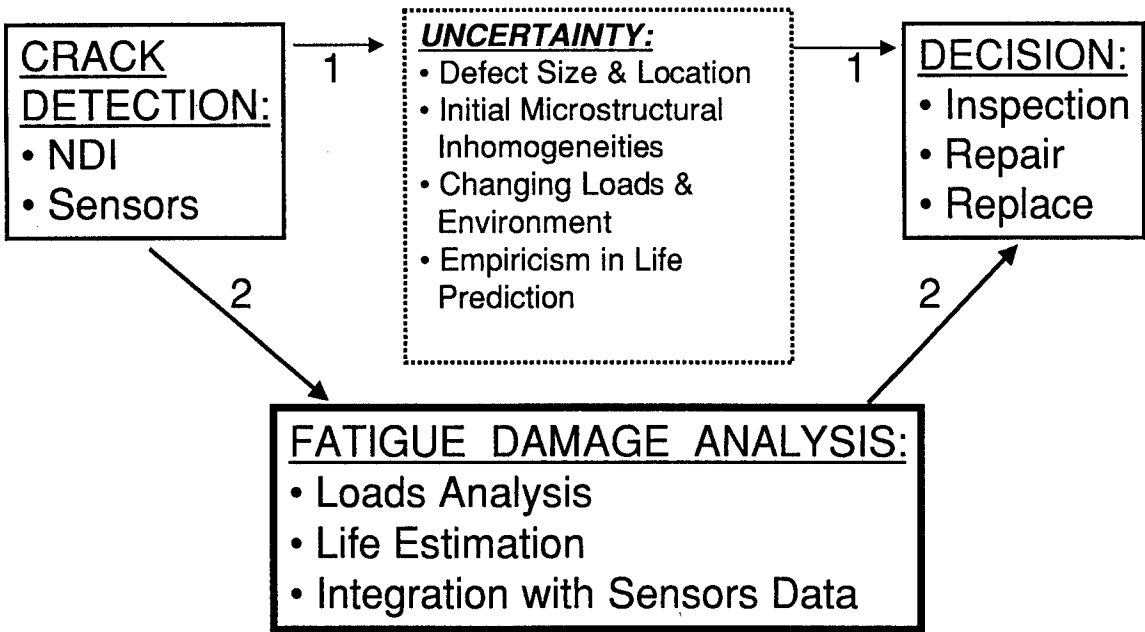 CRACK
DETECTION:
• NDI
• Sensors
1
UNCERTAINTY:
• Defect Size & Location
• Initial Microstructural
Inhomogeneities
• Changing Loads &
Environment
• Empiricism in Life
Prediction
1
DECISION:
• Inspection
• Repair
• Replace
2
2
FATIGUE DAMAGE ANALYSIS:
• Loads Analysis
• Life Estimation
• Integration with Sensors Data